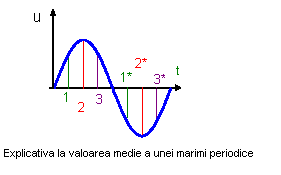 u
2*
t
1* 3*
1 3
2
Explicativa la valoarea medie a unei marimi periodice